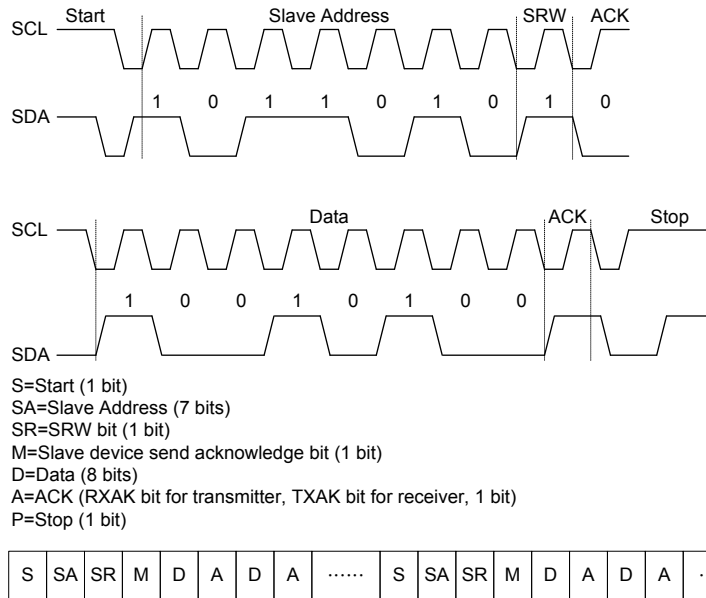 Start Slave Address SRW ACK
SCL
1 0 1 1 0 1 0 1 0
SDA
Data ACK Stop
SCL
1 0 0 1 0 1 0 0
SDA
S=Start (1 bit)
SA=Slave Address (7 bits)
SR=SRW bit (1 bit)
M=Slave device send acknowledge bit (1 bit)
D=Data (8 bits)
A=ACK (RXAK bit for transmitter, TXAK bit for receiver, 1 bit)
P=Stop (1 bit)
S SA SR M D A D A …… S SA SR M D A D A